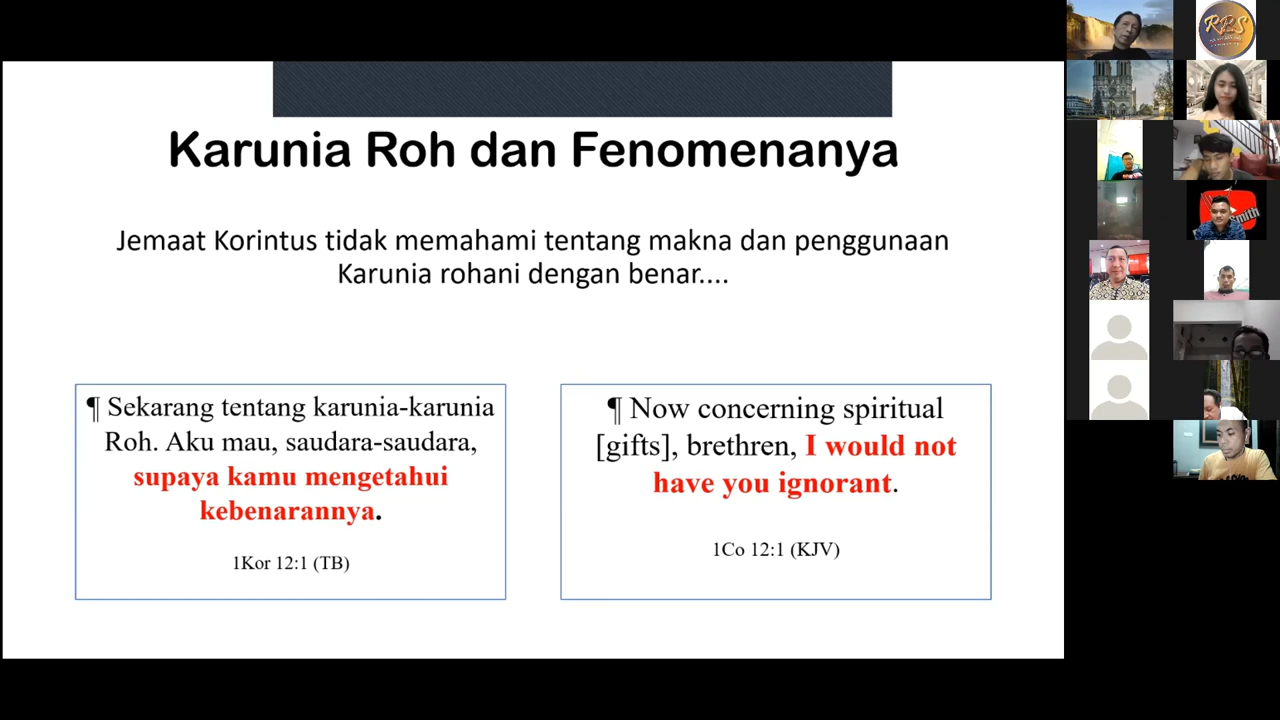 Karunia Roh dan Fenomenanya
Jemaat Korintus tidak memahami tentang makna dan penggunaan
Karunia rohani dengan benar....
¶ Sekarang tentang karunia-karunia
Roh. Aku mau, saudara-saudara,
supaya kamu mengetahui
kebenarannya.
1Kor 12:1 (TB)
¶ Now concerning spiritual
[gifts], brethren, I would not
have you ignorant.
1Co 12:1 (KJV)
RPS
Smith